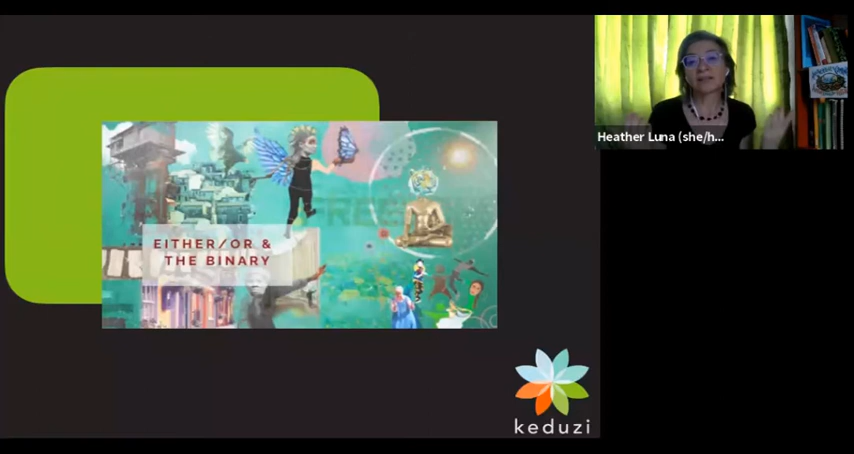 EITHER/OR &
THE BINARY
Heather Luna (she/h...
keduzi